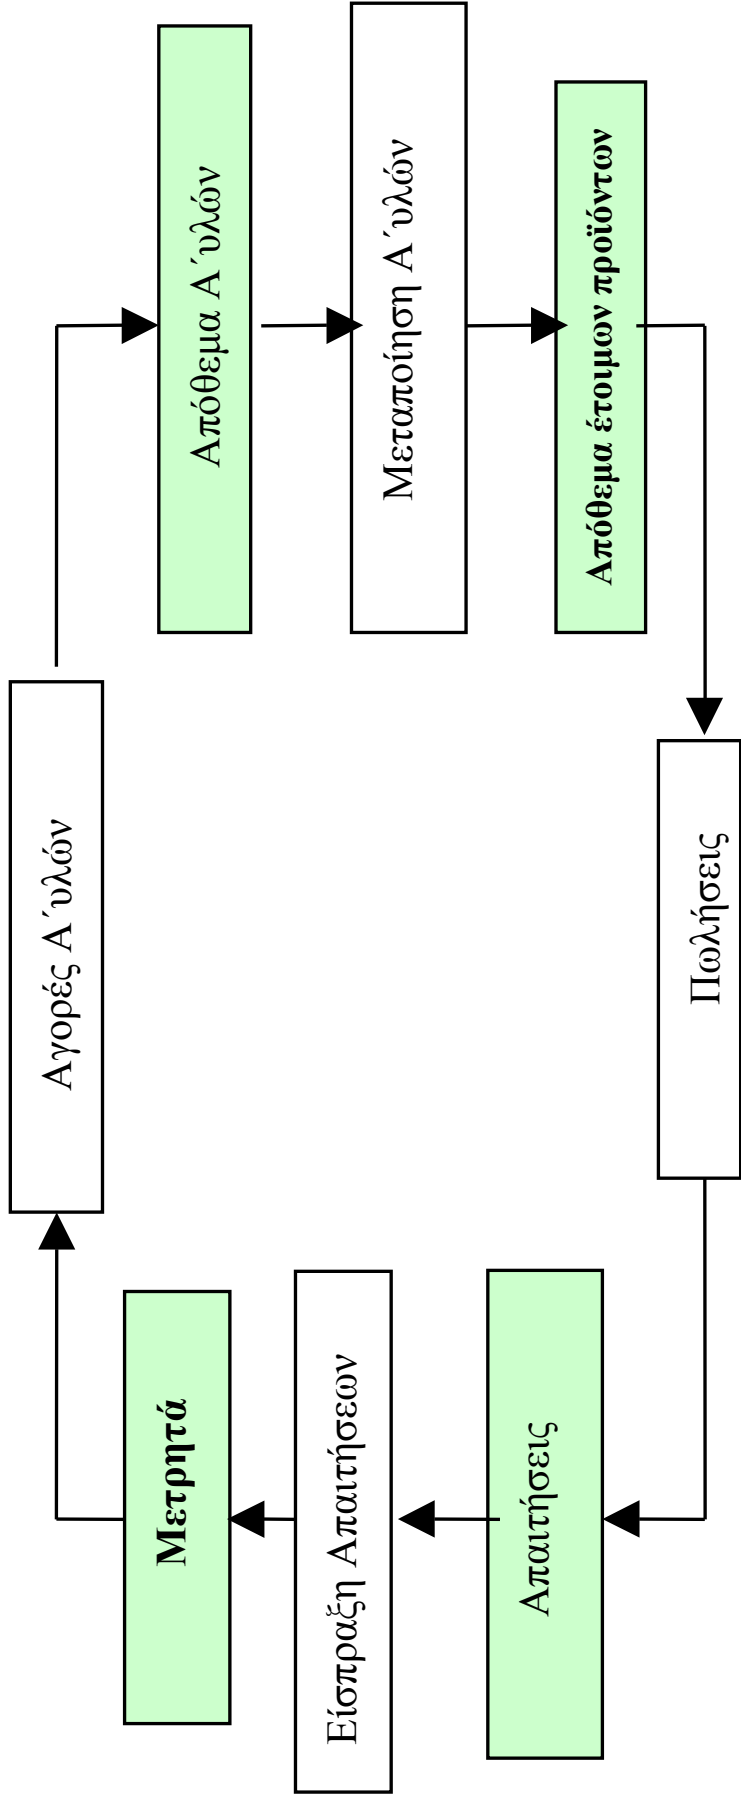 Αγορές Α΄υλών
Απόθεμα Α΄υλών
Μεταποίηση Α΄υλών
Απόθεμα έτοιμων προϊόντων
Πωλήσεις
Απαιτήσεις
Είσπραξη Απαιτήσεων
Μετρητά